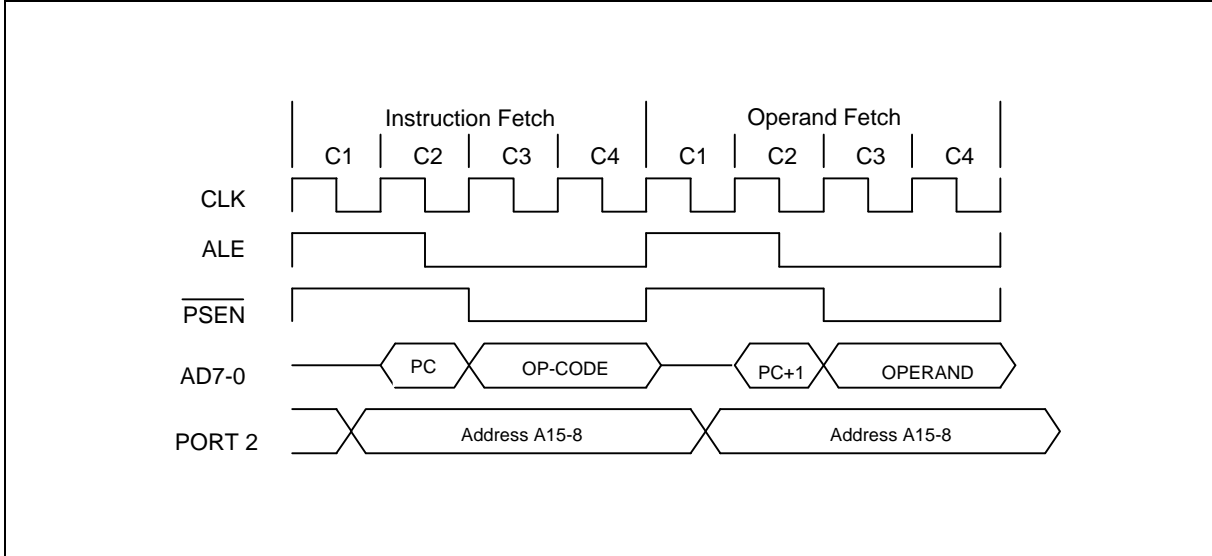 Instruction Fetch Operand Fetch
C1 C2 C3 C4 C1 C2 C3 C4
CLK
ALE
PSEN
AD7-0 PC OP-CODE PC+1 OPERAND
PORT 2 Address A15-8 Address A15-8